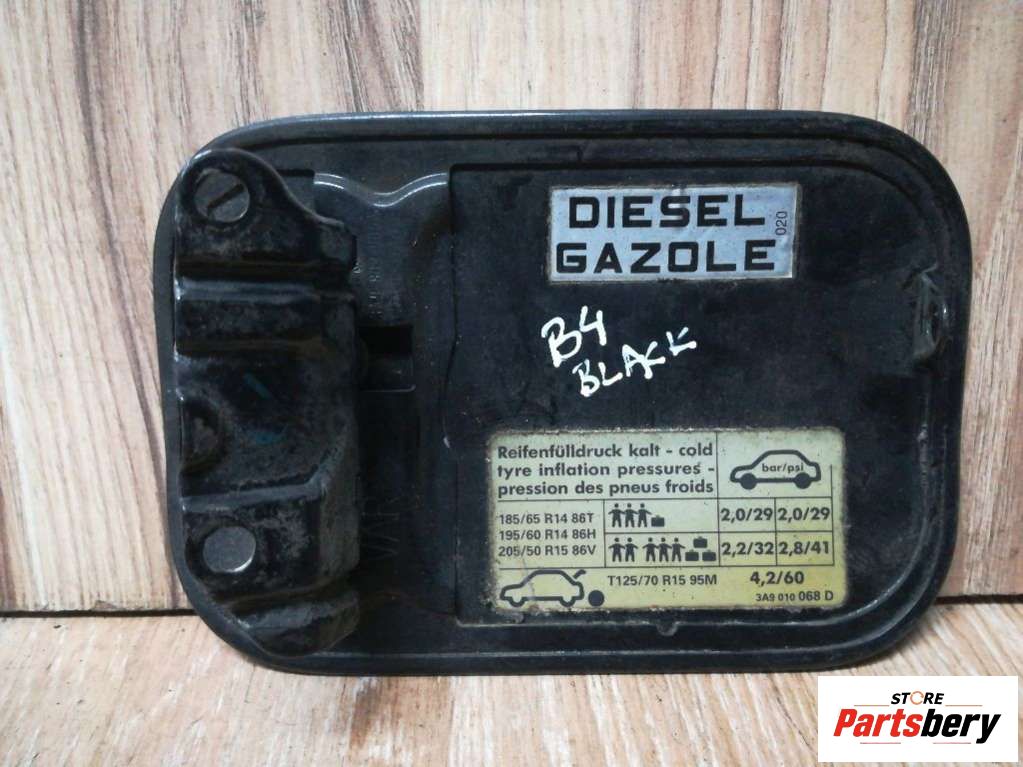 DIESEL
GAZOLE
020
B4
BLACK
Reifenfülldruck kalt - cold
tyre inflation pressures -
pression des pneus froids
bar/psi
185/65 R14 86T
195/60 R14 86H
205/50 R15 86V
2,0/29 2,0/29
2,2/32 2,8/41
T125/70 R15 95M 4,2/60
3A9 010 068 D
STORE
Partsbery